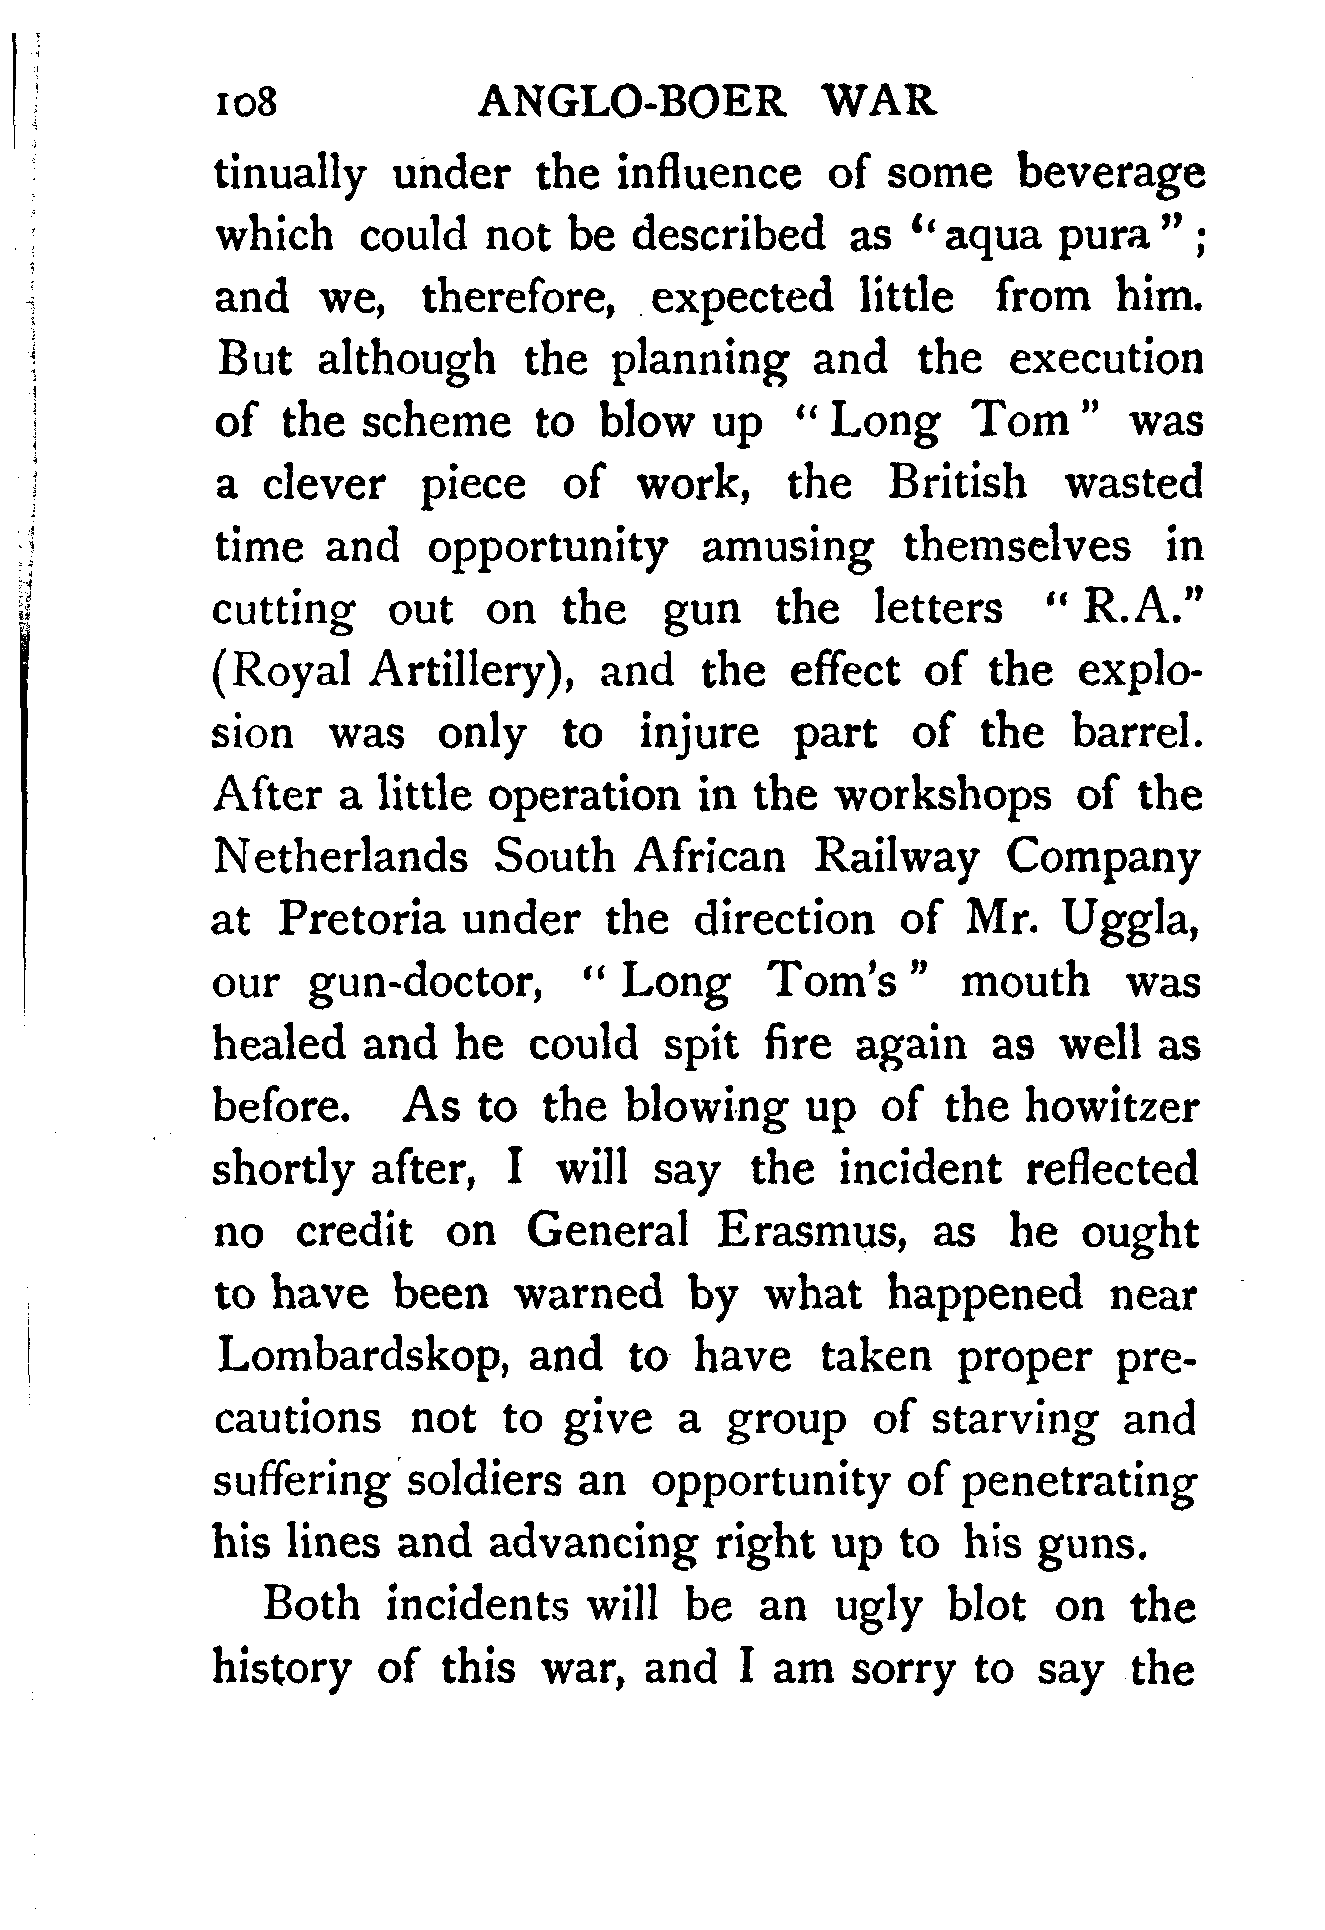 108 ANGLO-BOER WAR
tinually under the influence of some beverage
which could not be described as “aqua pura”;
and we, therefore, expected little from him.
But although the planning and the execution
of the scheme to blow up “Long Tom” was
a clever piece of work, the British wasted
time and opportunity amusing themselves in
cutting out on the gun the letters “R.A.”
(Royal Artillery), and the effect of the explo-
sion was only to injure part of the barrel.
After a little operation in the workshops of the
Netherlands South African Railway Company
at Pretoria under the direction of Mr. Uggla,
our gun-doctor, “Long Tom's” mouth was
healed and he could spit fire again as well as
before. As to the blowing up of the howitzer
shortly after, I will say the incident reflected
no credit on General Erasmus, as he ought
to have been warned by what happened near
Lombardskop, and to have taken proper pre-
cautions not to give a group of starving and
suffering soldiers an opportunity of penetrating
his lines and advancing right up to his guns.
Both incidents will be an ugly blot on the
history of this war, and I am sorry to say the